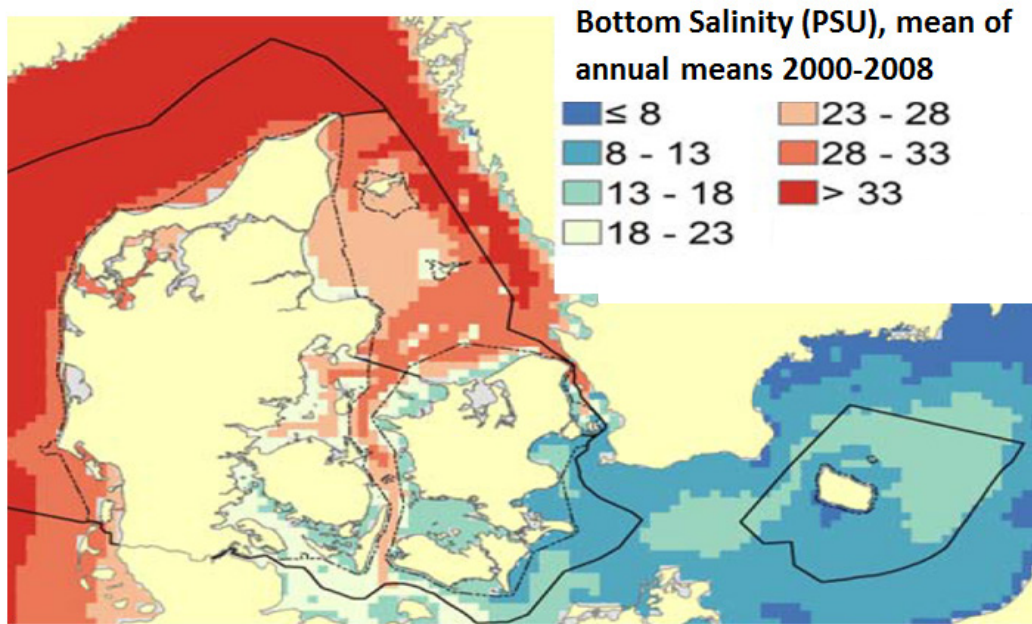 Bottom Salinity (PSU), mean of
annual means 2000-2008
≤ 8
8 - 13
13 - 18
18 - 23
23 - 28
28 - 33
> 33